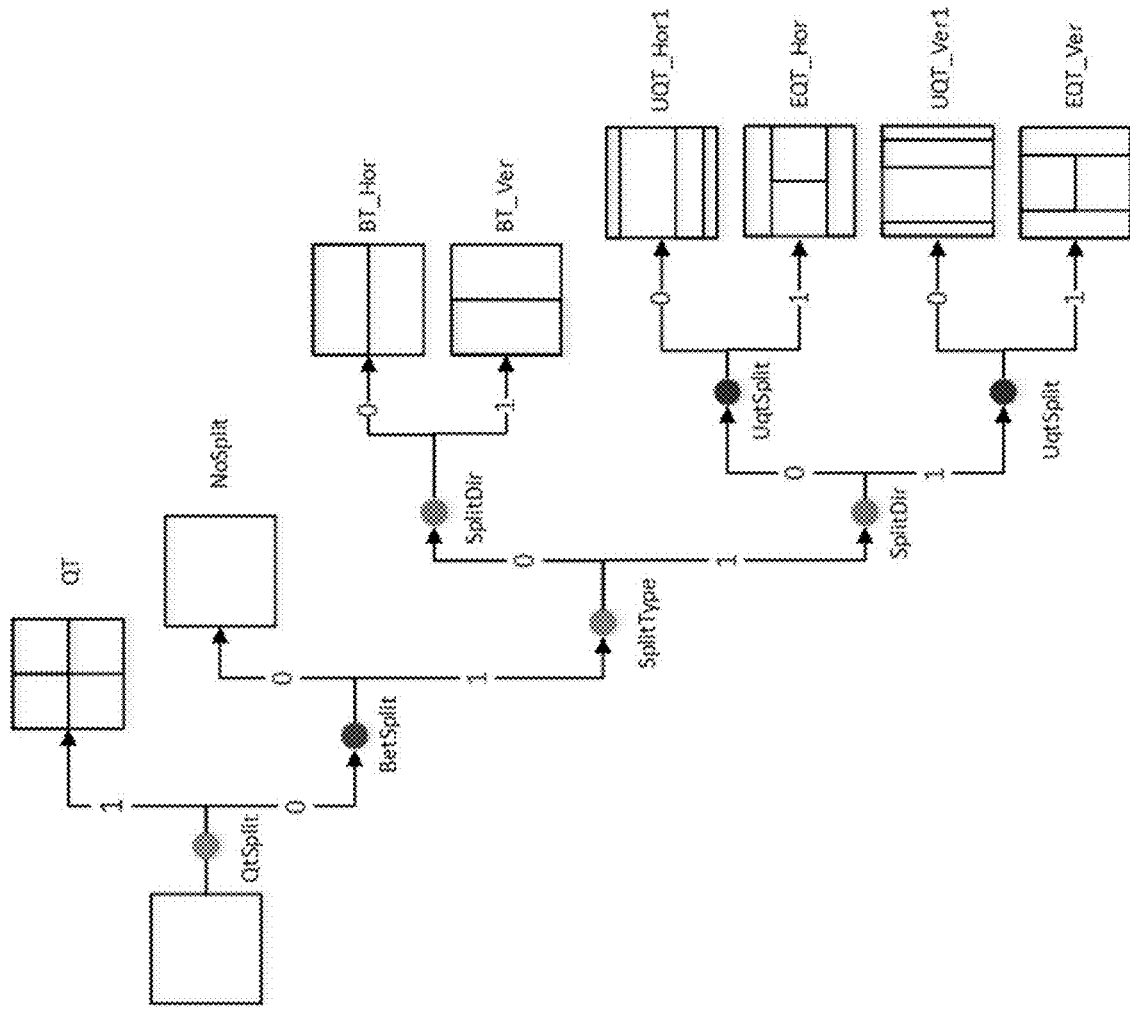 QtSplit
1
0
QT
BetSplit
0
1
NoSplit
SplitType
0
1
SplitDir
0
1
BT_Hor
BT_Ver
SplitDir
0
1
UqtSplit
0
1
UQT_Hor1
EQT_Hor
UqtSplit
0
1
UQT_Ver1
EQT_Ver